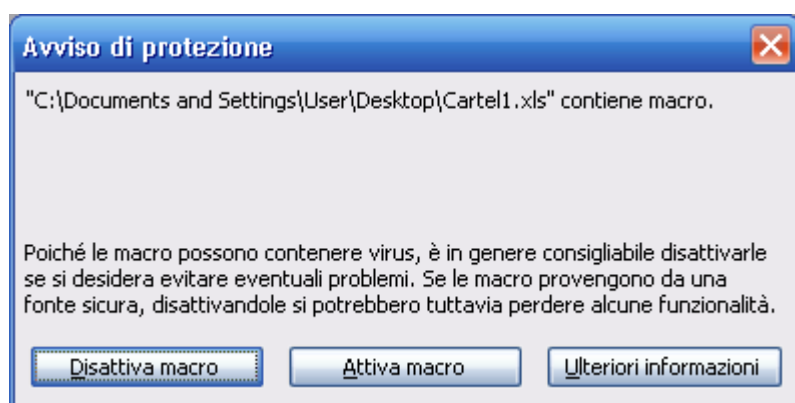 Avviso di protezione
"C:\Documents and Settings\User\Desktop\Cartel1.xls" contiene macro.
Poiché le macro possono contenere virus, è in genere consigliabile disattivarle
se si desidera evitare eventuali problemi. Se le macro provengono da una
fonte sicura, disattivandole si potrebbero tuttavia perdere alcune funzionalità.
Disattiva macro Attiva macro Ulteriori informazioni